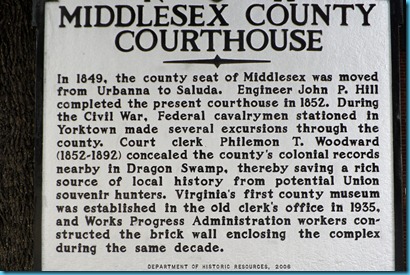 MIDDLESEX COUNTY
COURTHOUSE
In 1849, the county seat of Middlesex was moved
from Urbanna to Saluda. Engineer John P. Hill
completed the present courthouse in 1852. During
the Civil War, Federal cavalrymen stationed in
Yorktown made several excursions through the
county. Court clerk Philemon T. Woodward
(1852-1892) concealed the county's colonial records
nearby in Dragon Swamp, thereby saving a rich
source of local history from potential Union
souvenir hunters. Virginia's first county museum
was established in the old clerk's office in 1935,
and Works Progress Administration workers con-
structed the brick wall enclosing the complex
during the same decade.
DEPARTMENT OF HISTORIC RESOURCES, 2006